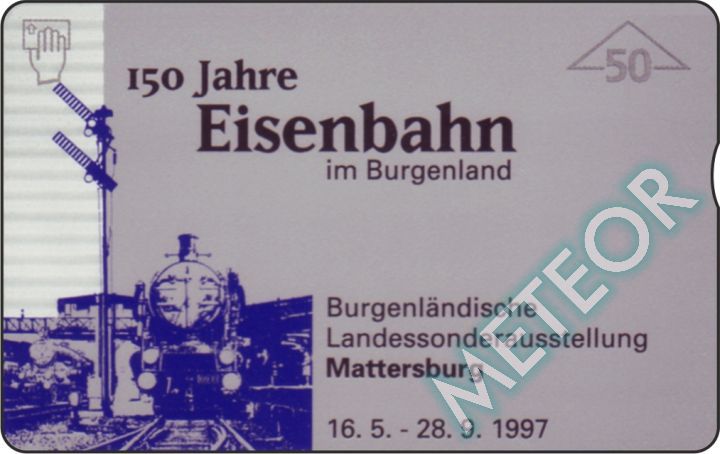 50
150 Jahre
Eisenbahn
im Burgenland
Burgenländische
Landessonderausstellung
Mattersburg
16. 5. - 28. 9. 1997
METEOR